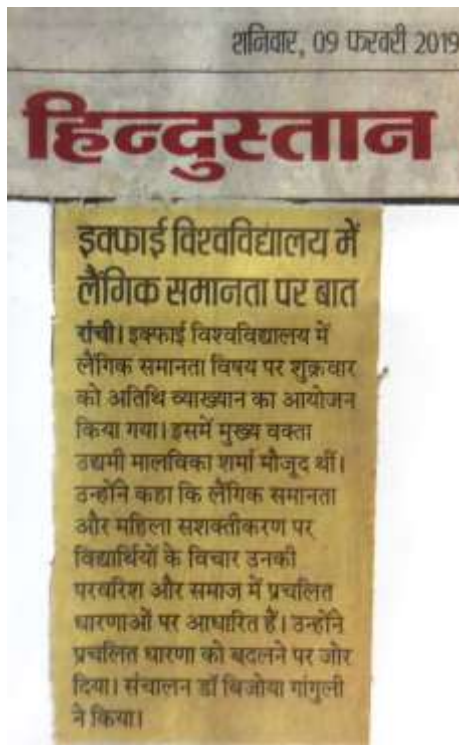 शनिवार, 09 फरवरी 2019
हिन्दुस्तान
इक्फाई विश्वविद्यालय में
लैंगिक समानता पर बात
रांची। इक्फाई विश्वविद्यालय में
लैंगिक समानता विषय पर शुक्रवार
को अतिथि व्याख्यान का आयोजन
किया गया। इसमें मुख्य वक्ता
उद्यमी मालविका शर्मा मौजूद थीं।
उन्होंने कहा कि लैंगिक समानता
और महिला सशक्तीकरण पर
विद्यार्थियों के विचार उनकी
परवरिश और समाज में प्रचलित
धारणाओं पर आधारित हैं। उन्होंने
प्रचलित धारणा को बदलने पर जोर
दिया। संचालन डॉ बिजोया गांगुली
ने किया।